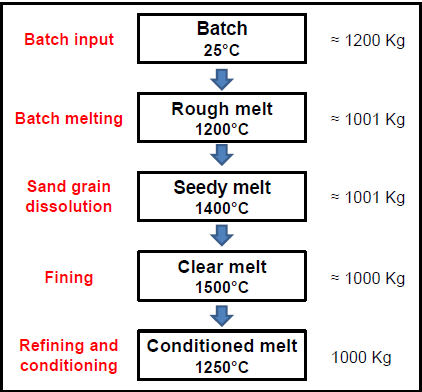 Batch input
Batch
25°C
≈ 1200 Kg
Batch melting
Rough melt
1200°C
≈ 1001 Kg
Sand grain
dissolution
Seedy melt
1400°C
≈ 1001 Kg
Fining
Clear melt
1500°C
≈ 1000 Kg
Refining and
conditioning
Conditioned melt
1250°C
1000 Kg